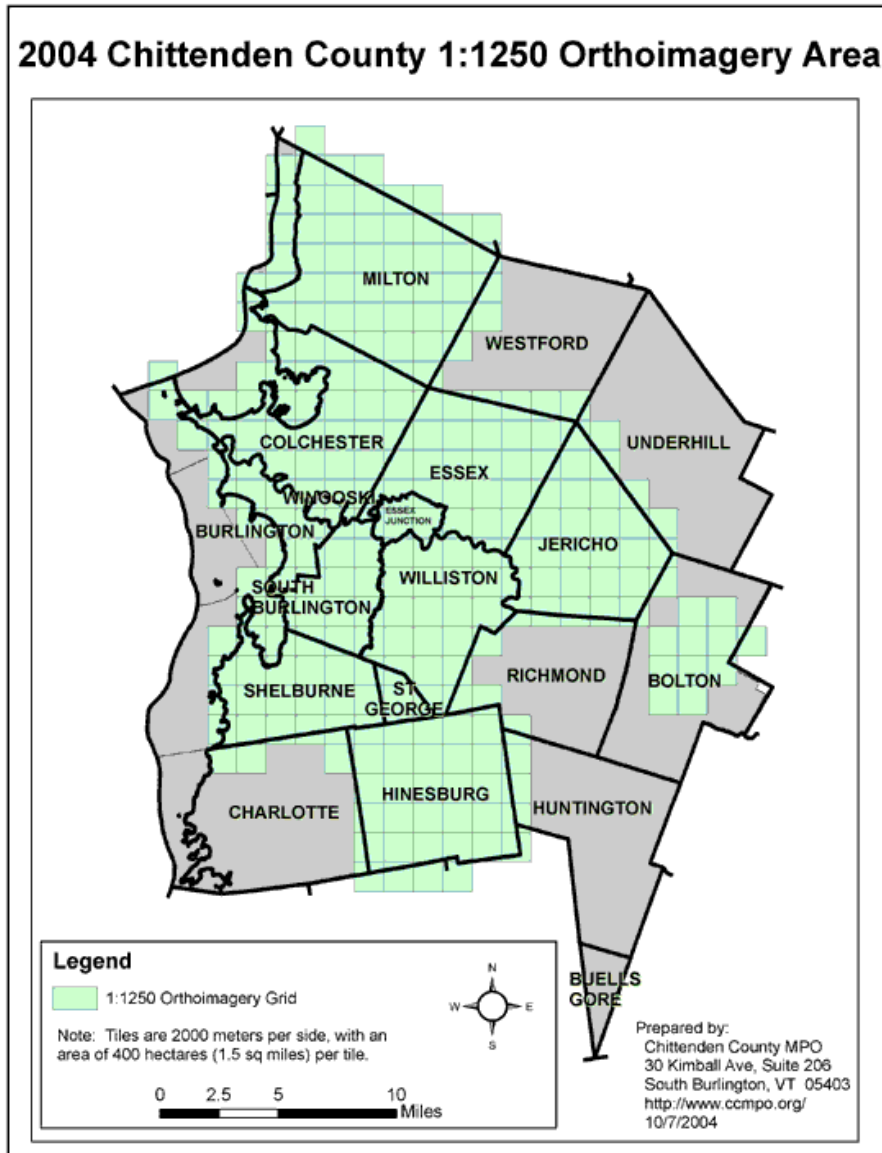 2004 Chittenden County 1:1250 Orthoimagery Area
MILTON
WESTFORD
UNDERHILL
COLCHESTER
ESSEX
WINOOSKI
ESSEX
JUNCTION
BURLINGTON
JERICHO
WILLISTON
SOUTH
BURLINGTON
RICHMOND
BOLTON
SHELBURNE
ST
GEORGE
HINESBURG
HUNTINGTON
CHARLOTTE
BUELLS
GORE
Legend
1:1250 Orthoimagery Grid
Note: Tiles are 2000 meters per side, with an
area of 400 hectares (1.5 sq miles) per tile.
0 2.5 5 10
Miles
N
W E
S
Prepared by:
Chittenden County MPO
30 Kimball Ave, Suite 206
South Burlington, VT 05403
http://www.ccmpo.org/
10/7/2004